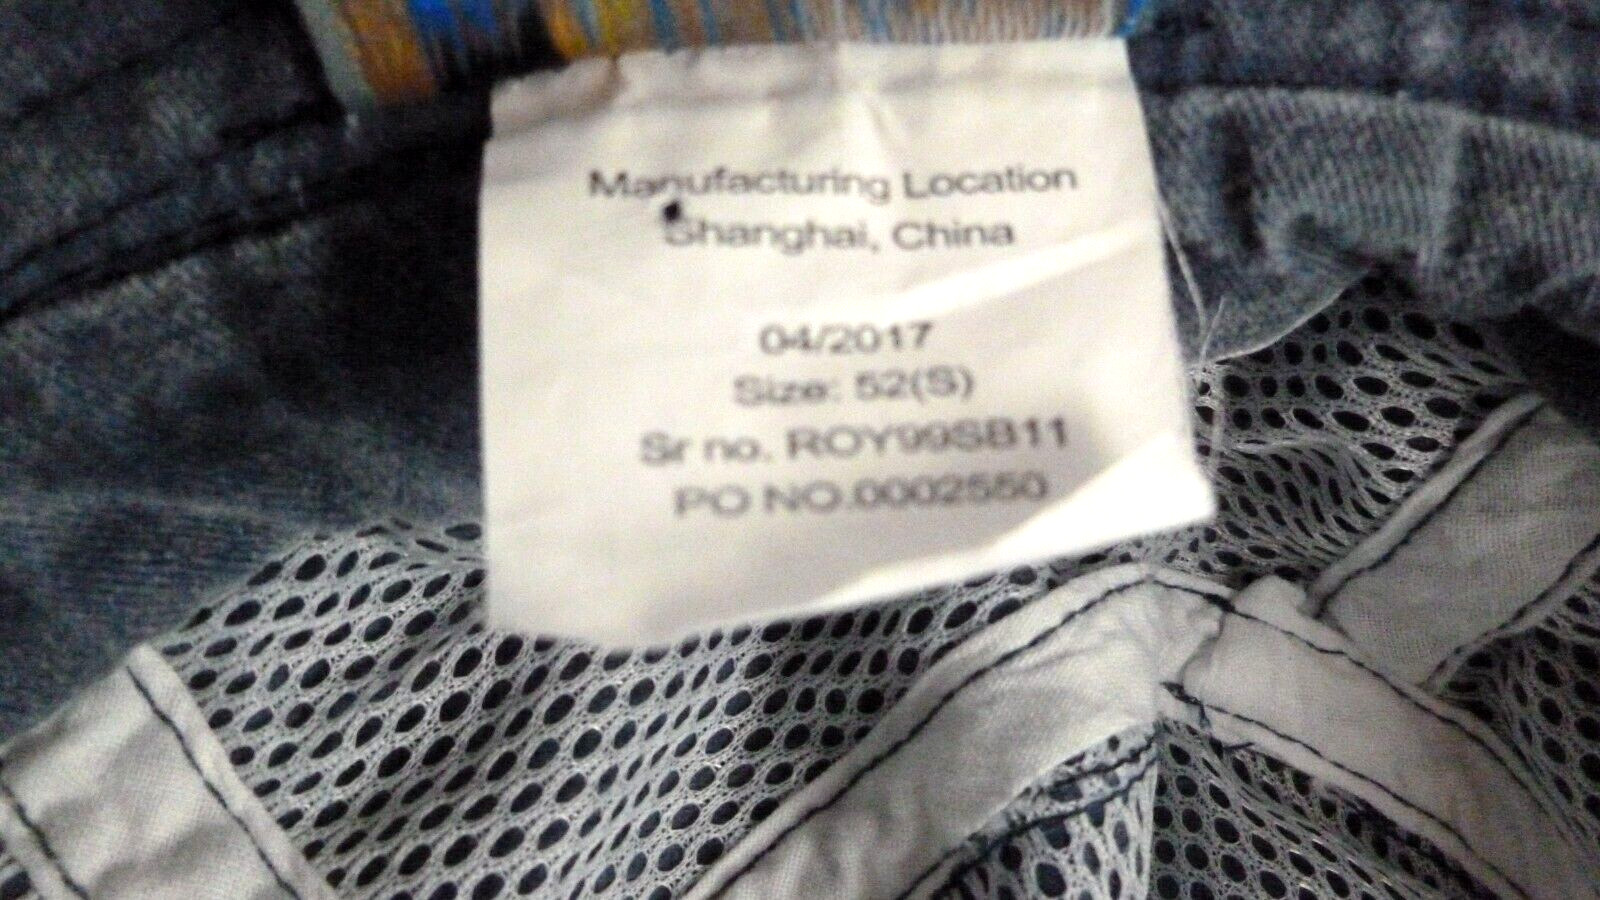 Manufacturing Location
Shanghai, China
04/2017
Size: 52(S)
Sr no. ROY99SB11
PO NO.0002550